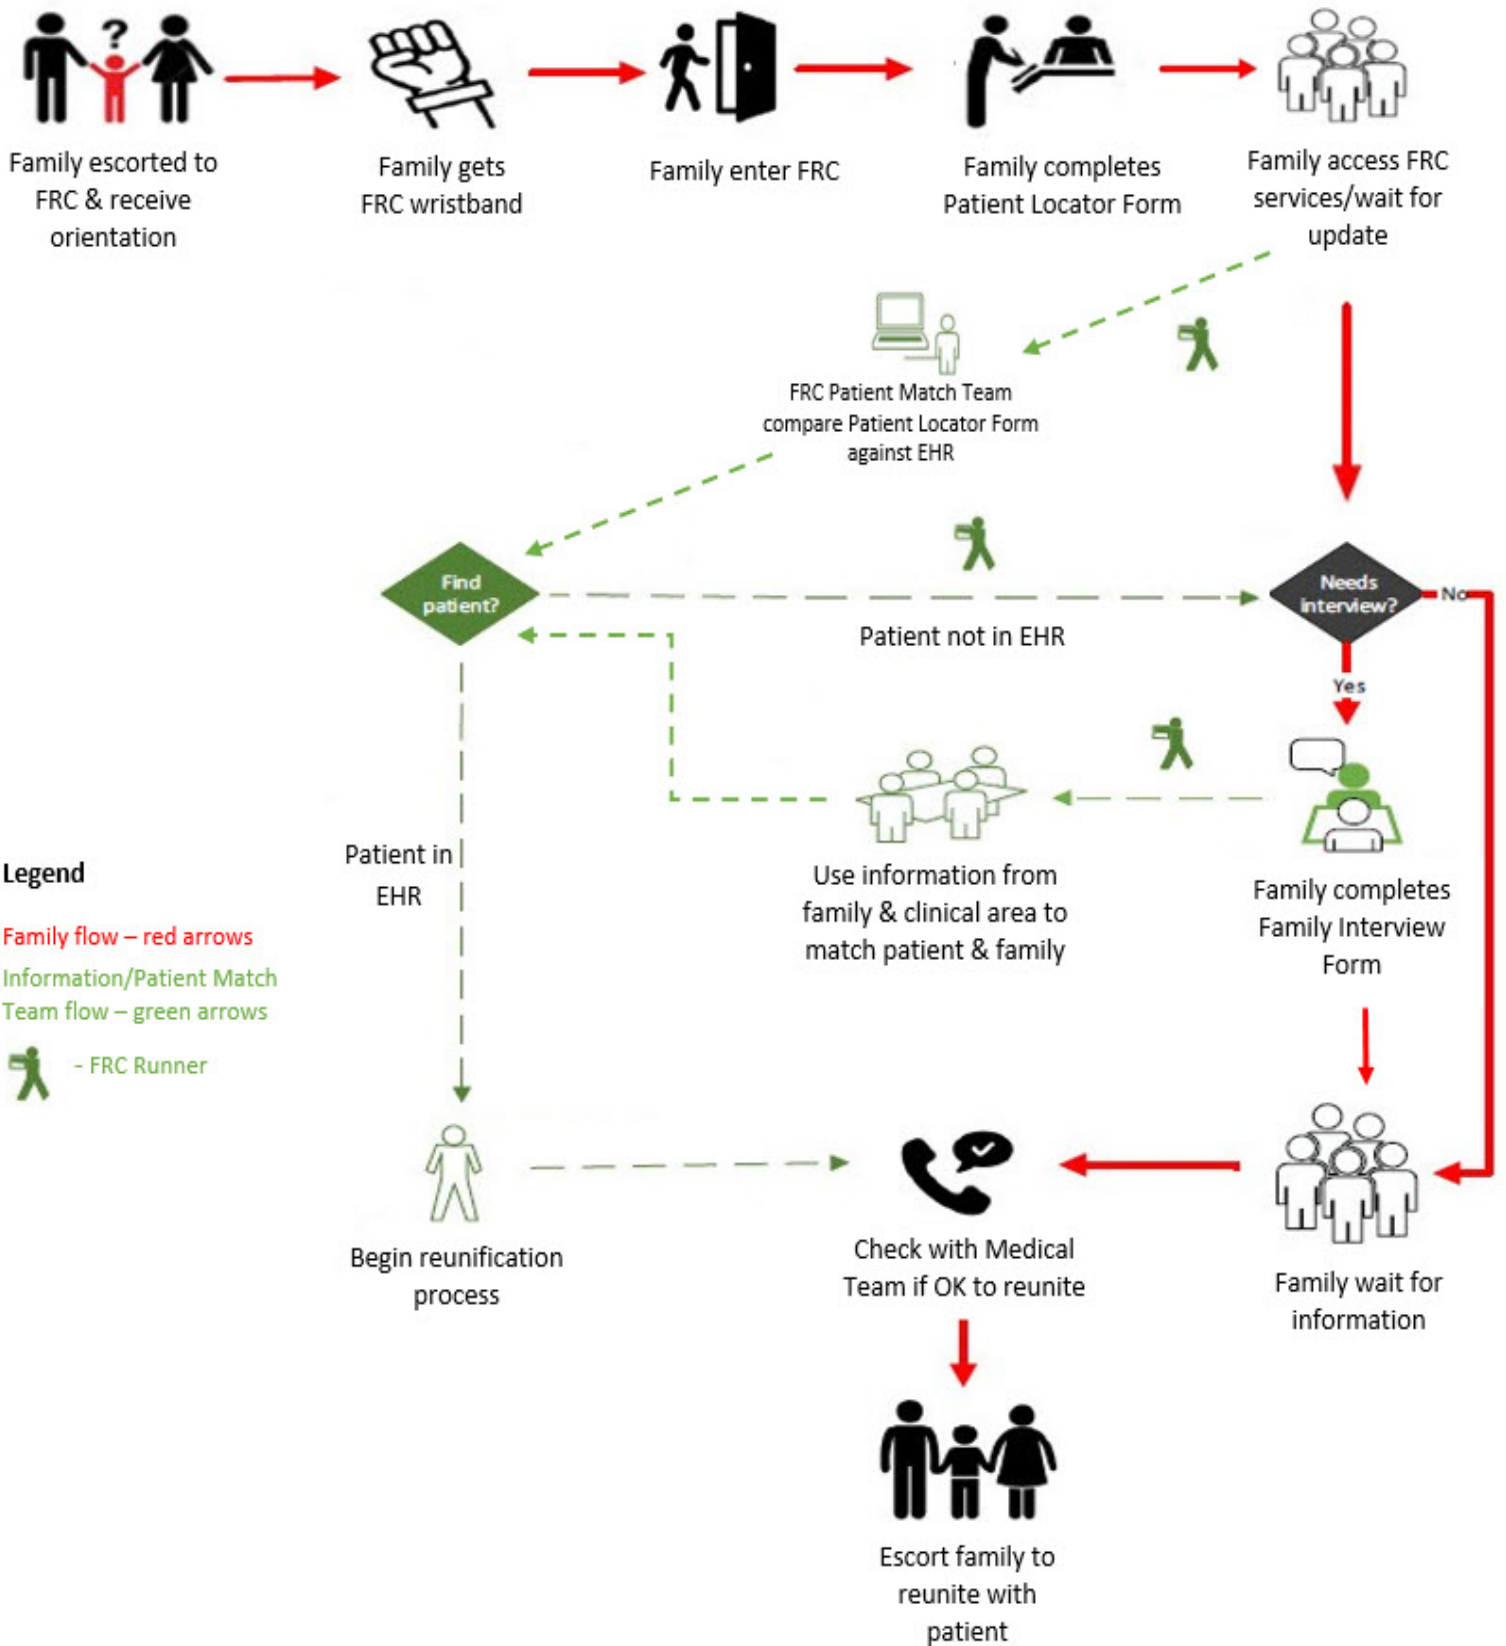 ?
Family escorted to
FRC & receive
orientation
Family gets
FRC wristband
Family enter FRC
Family completes
Patient Locator Form
Family access FRC
services/wait for
update
FRC Patient Match Team
compare Patient Locator Form
against EHR
Find
patient?
Patient not in EHR
Needs
interview?
No
Yes
Patient in
EHR
Use information from
family & clinical area to
match patient & family
Family completes
Family Interview
Form
Legend
Family flow – red arrows
Information/Patient Match
Team flow – green arrows
- FRC Runner
Begin reunification
process
Check with Medical
Team if OK to reunite
Family wait for
information
Escort family to
reunite with
patient